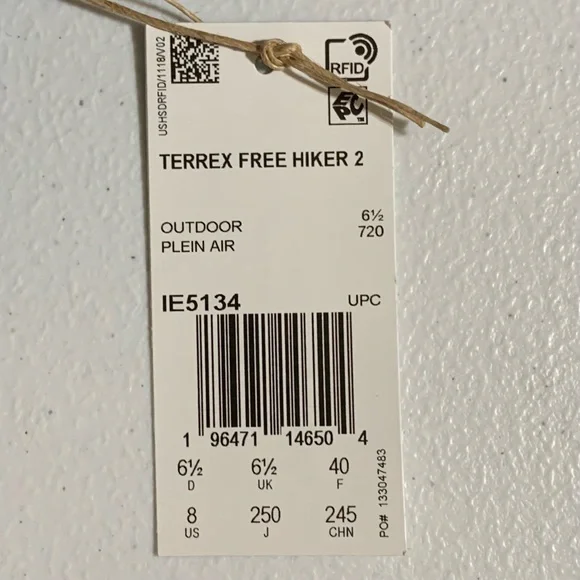 USHSDRFID/1118/V02
RFID
EPC™
TERREX FREE HIKER 2
OUTDOOR 6½
PLEIN AIR 720
IE5134 UPC
1 96471 14650 4
6½ 6½ 40
D UK F
8 250 245
US J CHN
PO# 133047483